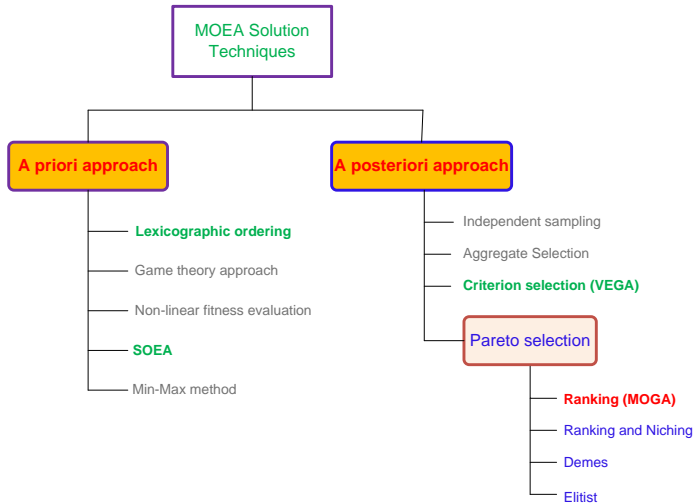 MOEA Solution
Techniques
A priori approach
A posteriori approach
Lexicographic ordering
Game theory approach
Non-linear fitness evaluation
SOEA
Min-Max method
Independent sampling
Aggregate Selection
Criterion selection (VEGA)
Pareto selection
Ranking (MOGA)
Ranking and Niching
Demes
Elitist